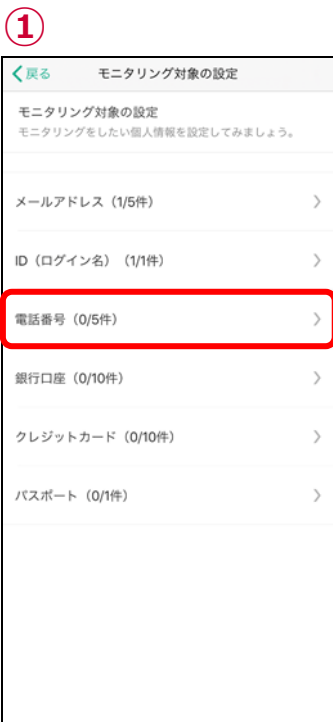 ①
戻る モニタリング対象の設定
モニタリング対象の設定
モニタリングをしたい個人情報を設定してみましょう。
メールアドレス（1/5件）
ID（ログイン名）（1/1件）
電話番号（0/5件）
銀行口座（0/10件）
クレジットカード（0/10件）
パスポート（0/1件）